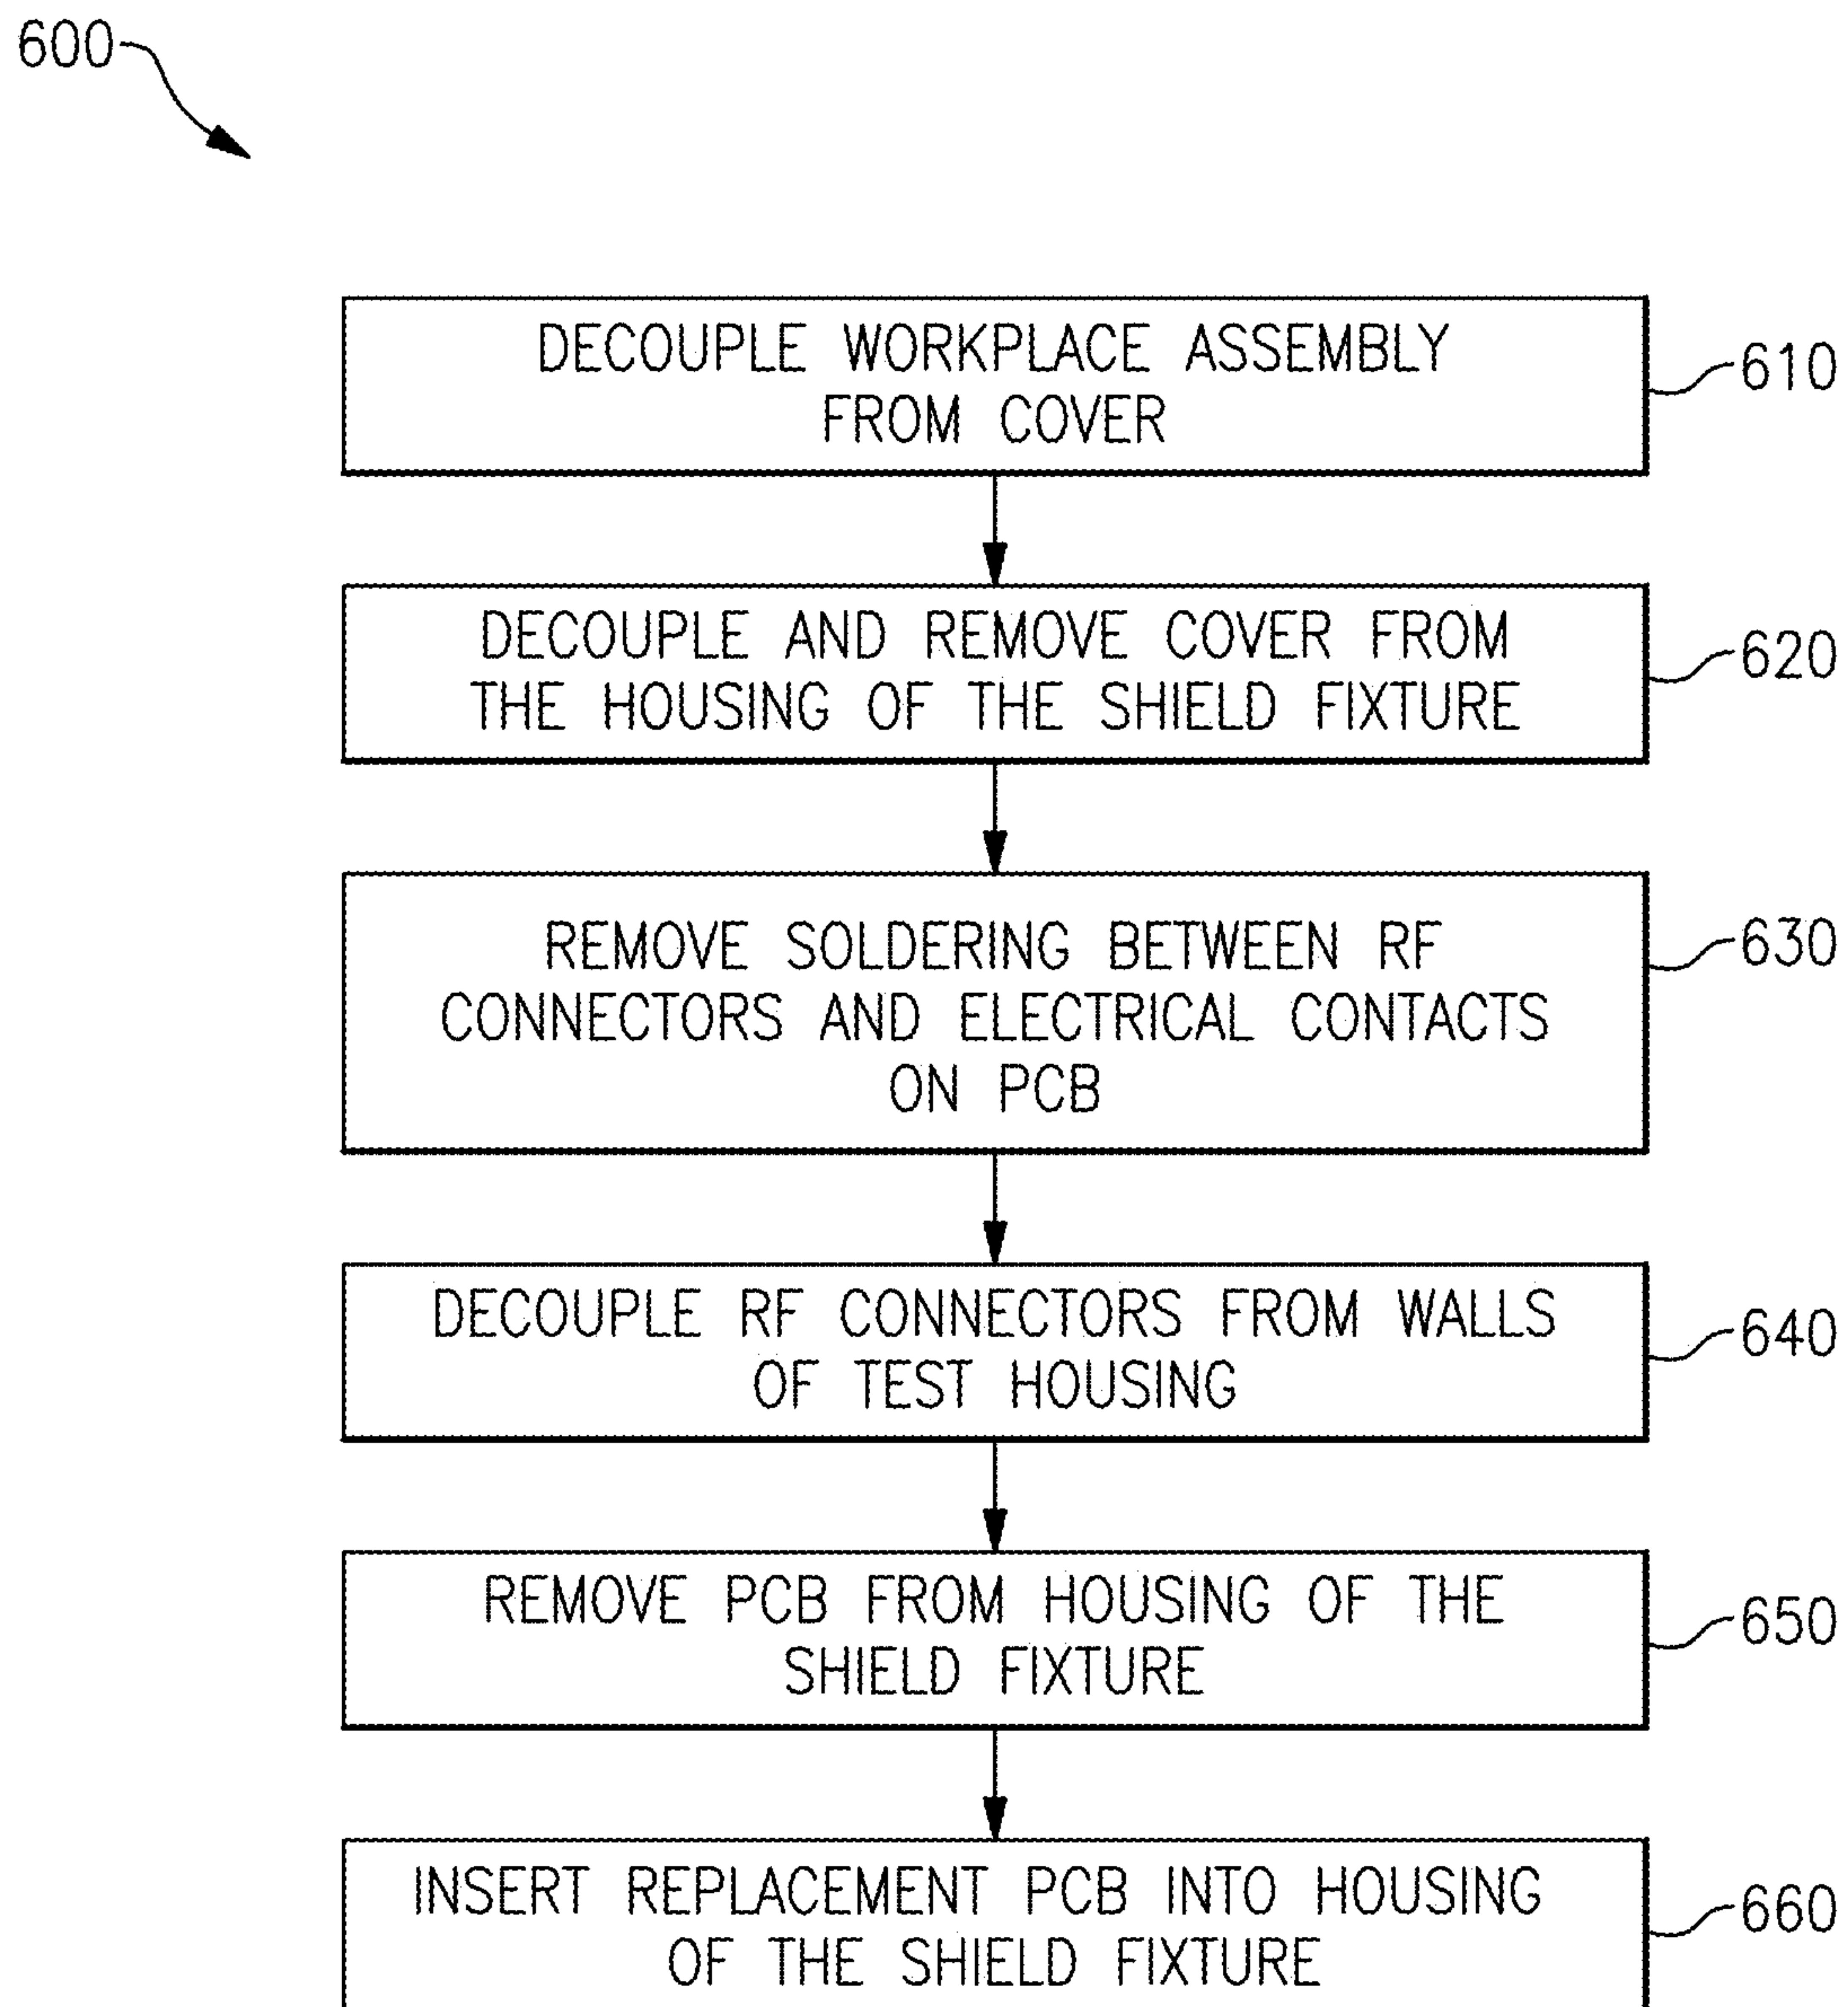 600
DECOUPLE WORKPLACE ASSEMBLY
FROM COVER
610
DECOUPLE AND REMOVE COVER FROM
THE HOUSING OF THE SHIELD FIXTURE
620
REMOVE SOLDERING BETWEEN RF
CONNECTORS AND ELECTRICAL CONTACTS
ON PCB
630
DECOUPLE RF CONNECTORS FROM WALLS
OF TEST HOUSING
640
REMOVE PCB FROM HOUSING OF THE
SHIELD FIXTURE
650
INSERT REPLACEMENT PCB INTO HOUSING
OF THE SHIELD FIXTURE
660